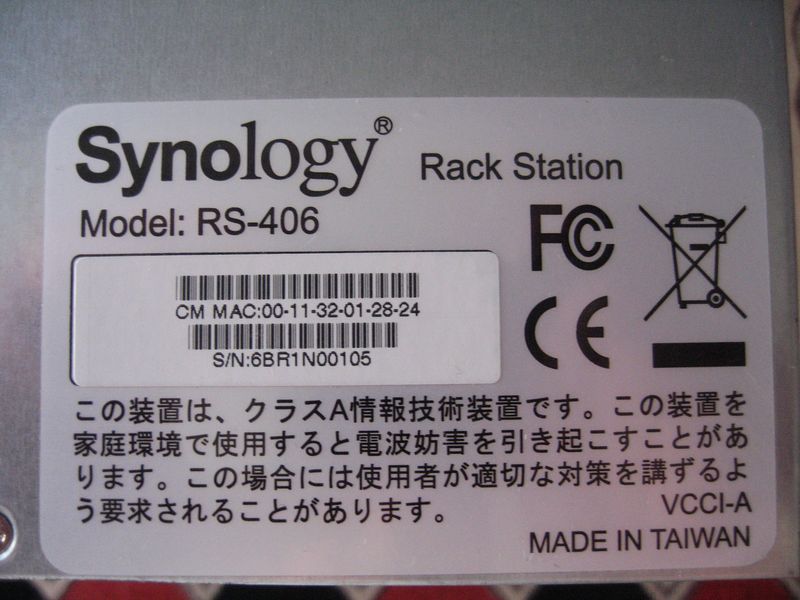 Synology® Rack Station
Model: RS-406
FC
CM MAC:00-11-32-01-28-24
S/N:6BR1N00105
CE
この装置は、クラスA情報技術装置です。この装置を
家庭環境で使用すると電波妨害を引き起こすことがあ
ります。この場合には使用者が適切な対策を講ずるよ
う要求されることがあります。
VCCI-A
MADE IN TAIWAN